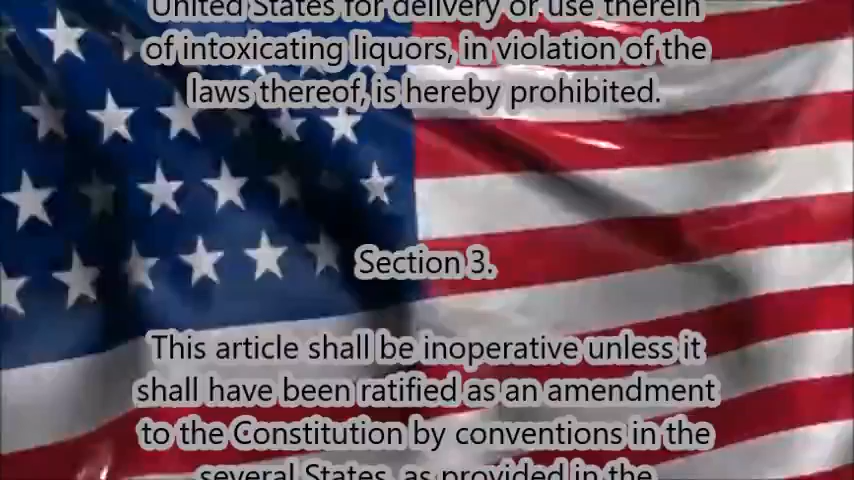 United States for delivery or use therein
of intoxicating liquors, in violation of the
laws thereof, is hereby prohibited.
Section 3.
This article shall be inoperative unless it
shall have been ratified as an amendment
to the Constitution by conventions in the
several States, as provided in the